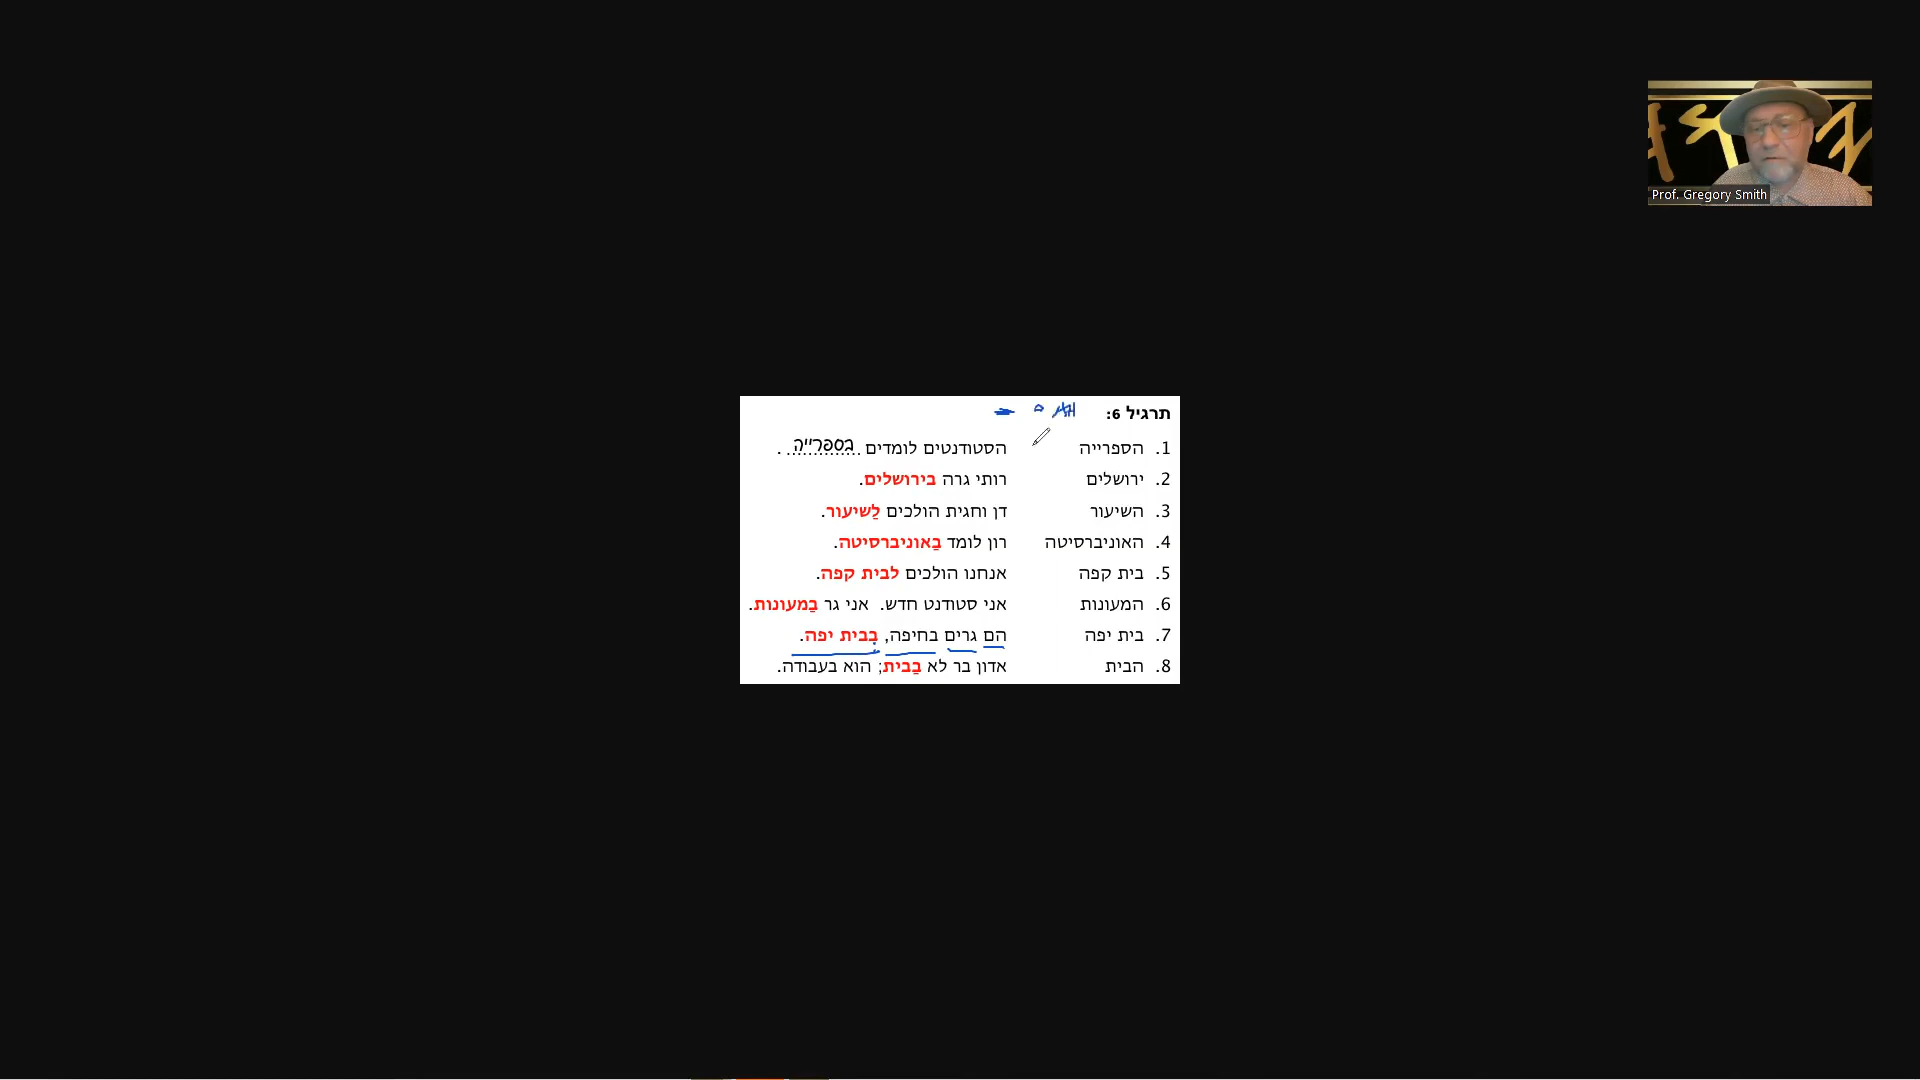 Prof. Gregory Smith
תרגיל 6:
1. הספרייה הסטודנטים לומדים בספרייה.
2. ירושלים רותי גרה בירושלים.
3. השיעור דן וחגית הולכים לַשיעור.
4. האוניברסיטה רון לומד בַאוניברסיטה.
5. בית קפה אנחנו הולכים לבית קפה.
6. המעונות אני סטודנט חדש. אני גר בַמעונות.
7. בית יפה הם גרים בחיפה, בְבית יפה.
8. הבית אדון בר לא בַבית; הוא בעבודה.